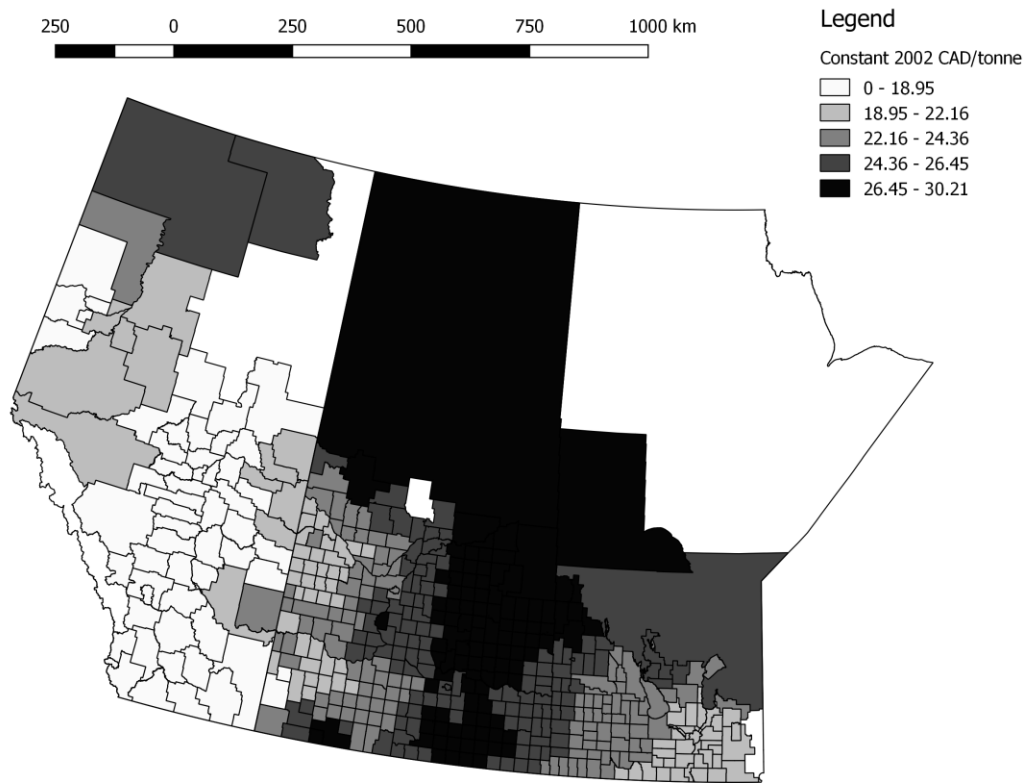 250 0 250 500 750 1000 km
Legend
Constant 2002 CAD/tonne
0 - 18.95
18.95 - 22.16
22.16 - 24.36
24.36 - 26.45
26.45 - 30.21